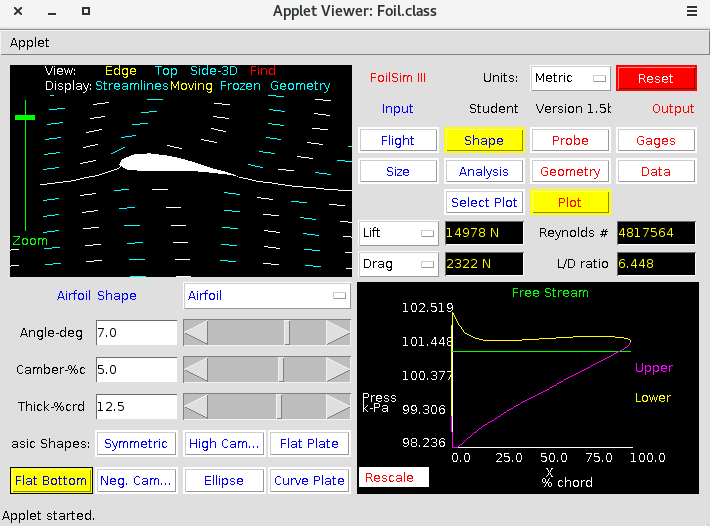 Applet Viewer: Foil.class
Applet
View: Edge Top Side-3D Find
Display: Streamlines Moving Frozen Geometry
Zoom
FoilSim III Units: Metric Reset
Input Student Version 1.5b Output
Flight Shape Probe Gages
Size Analysis Geometry Data
Select Plot Plot
Lift 14978 N Reynolds # 4817564
Drag 2322 N L/D ratio 6.448
Airfoil Shape Airfoil
Angle-deg 7.0
Camber-%c 5.0
Thick-%crd 12.5
asic Shapes: Symmetric High Cam... Flat Plate
Flat Bottom Neg. Cam... Ellipse Curve Plate
Free Stream
102.519
101.448
100.377
99.306
98.236
Press
k-Pa
Upper
Lower
0.0 25.0 50.0 75.0 100.0
X
% chord
Rescale
Applet started.